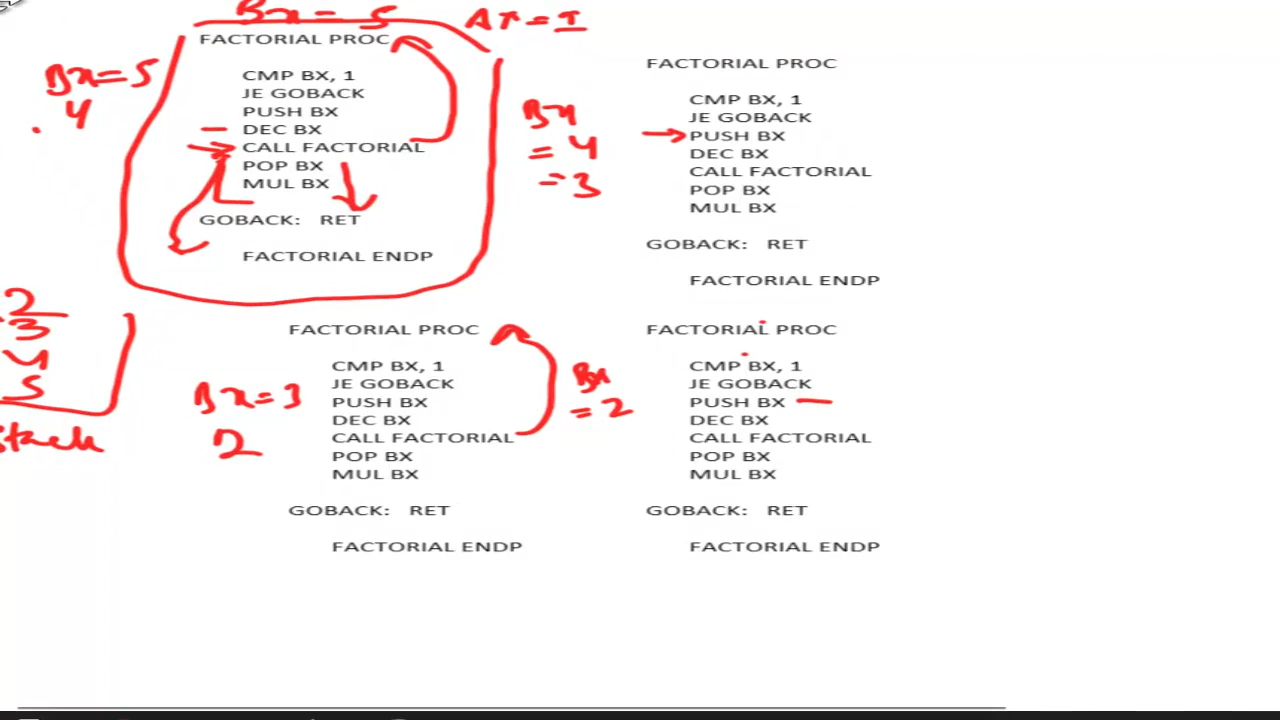 Bx = 5
AX = 1
FACTORIAL PROC
CMP BX, 1
JE GOBACK
PUSH BX
DEC BX
CALL FACTORIAL
POP BX
MUL BX
GOBACK: RET
FACTORIAL ENDP
Bx = 5
4
Bx
= 4
= 3
FACTORIAL PROC
CMP BX, 1
JE GOBACK
PUSH BX
DEC BX
CALL FACTORIAL
POP BX
MUL BX
GOBACK: RET
FACTORIAL ENDP
2
3
4
5
stack
FACTORIAL PROC
CMP BX, 1
JE GOBACK
PUSH BX
DEC BX
CALL FACTORIAL
POP BX
MUL BX
GOBACK: RET
FACTORIAL ENDP
Bx = 3
2
Bx
= 2
FACTORIAL PROC
CMP BX, 1
JE GOBACK
PUSH BX
DEC BX
CALL FACTORIAL
POP BX
MUL BX
GOBACK: RET
FACTORIAL ENDP